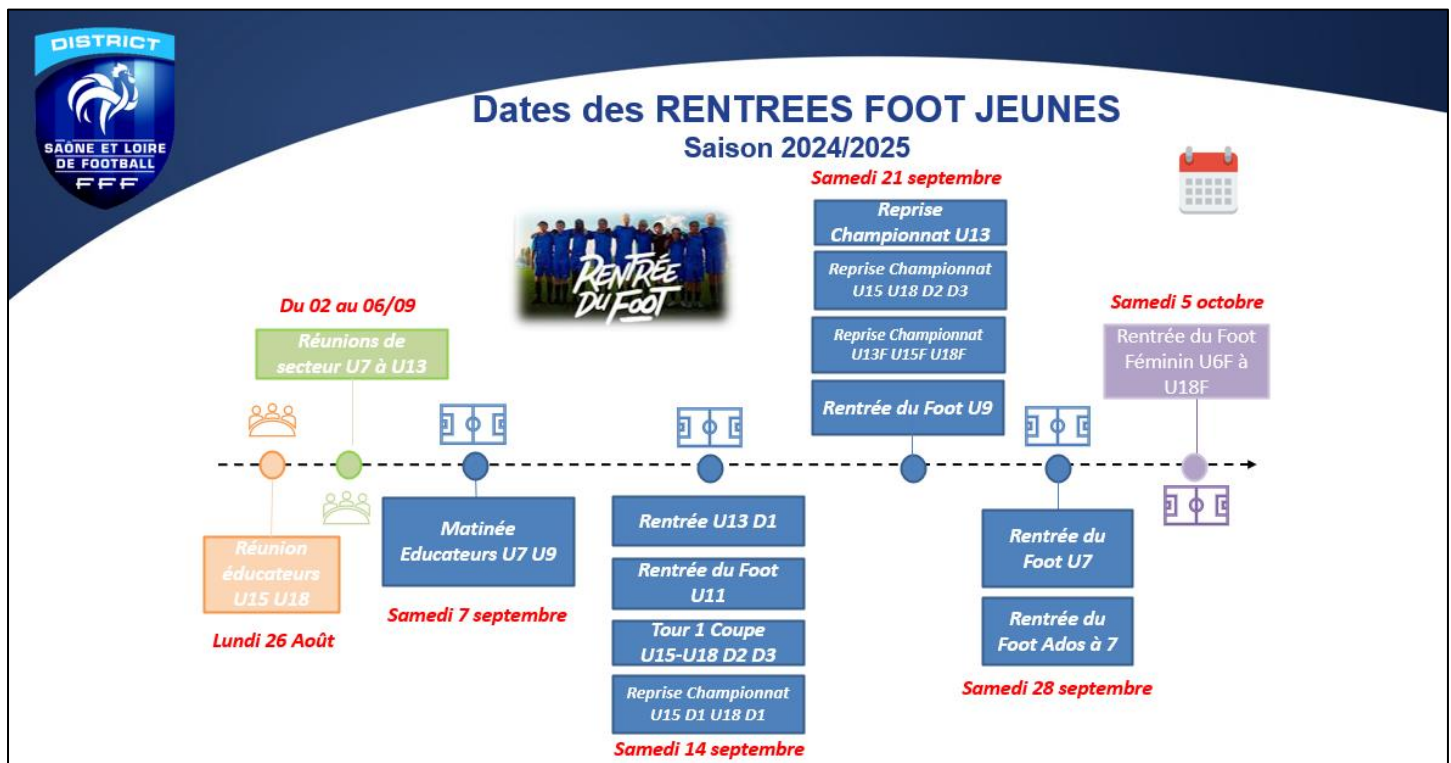 DISTRICT
SAÔNE ET LOIRE
DE FOOTBALL
FFF
Dates des RENTREES FOOT JEUNES
Saison 2024/2025
RENTRÉE
DU FOOT
Lundi 26 Août
Réunion
éducateurs
U15 U18
Du 02 au 06/09
Réunions de
secteur U7 à U13
Samedi 7 septembre
Matinée
Educateurs U7 U9
Samedi 14 septembre
Rentrée U13 D1
Rentrée du Foot
U11
Tour 1 Coupe
U15-U18 D2 D3
Reprise Championnat
U15 D1 U18 D1
Samedi 21 septembre
Reprise
Championnat U13
Reprise Championnat
U15 U18 D2 D3
Reprise Championnat
U13F U15F U18F
Rentrée du Foot U9
Samedi 28 septembre
Rentrée du
Foot U7
Rentrée du
Foot Ados à 7
Samedi 5 octobre
Rentrée du Foot
Féminin U6F à
U18F